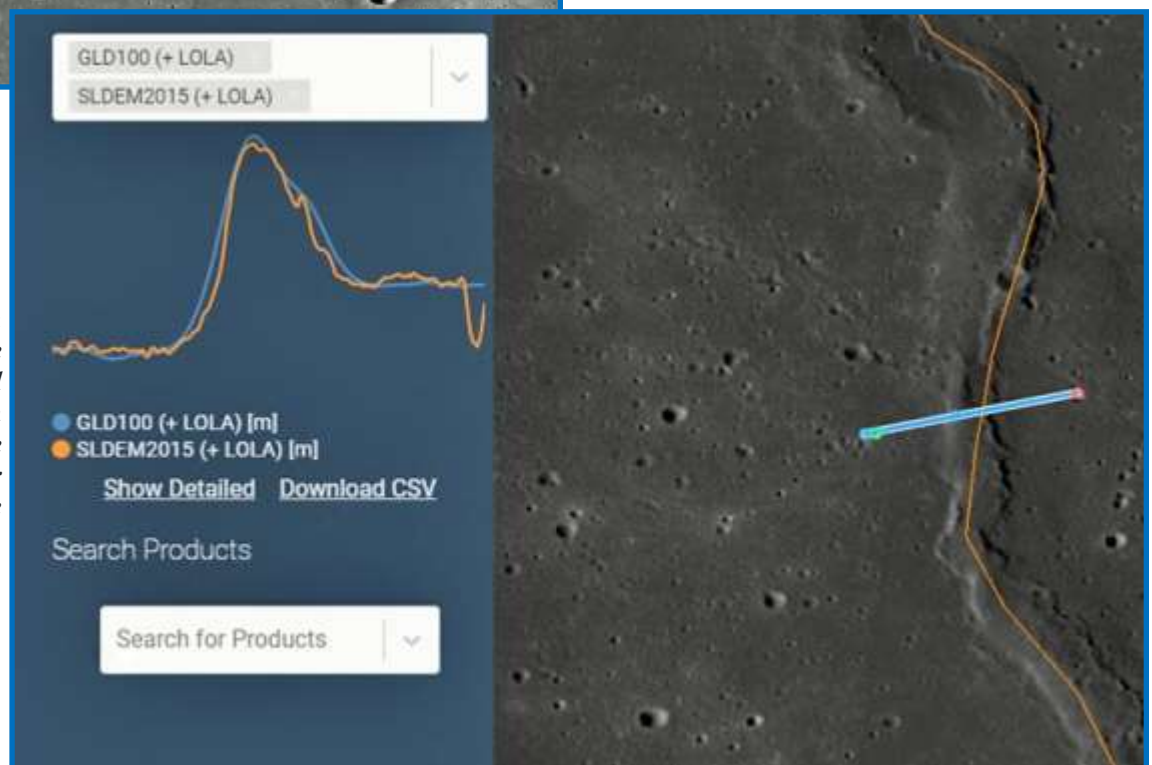 GLD100 (+ LOLA)
SLDEM2015 (+ LOLA)
GLD100 (+ LOLA) [m]
SLDEM2015 (+ LOLA) [m]
Show Detailed Download CSV
Search Products
Search for Products